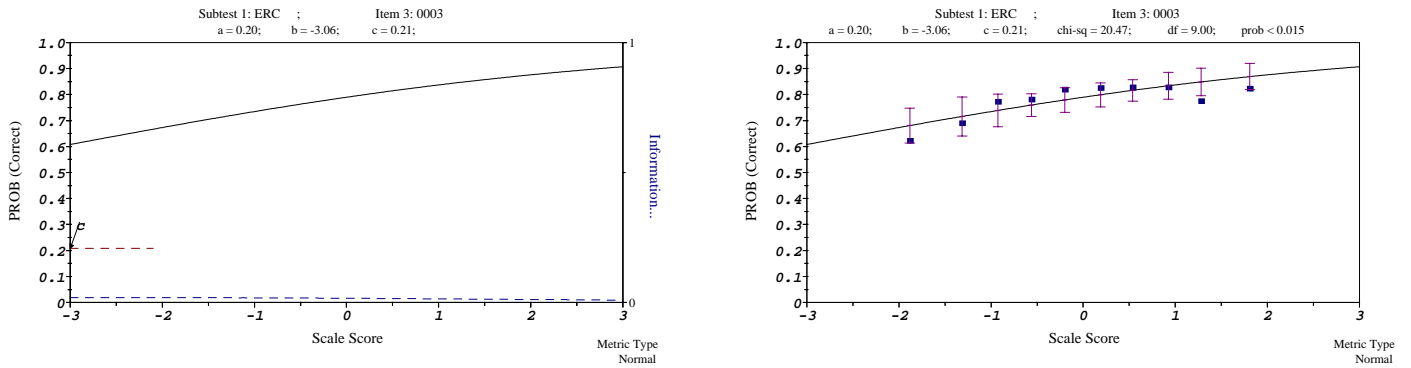 Subtest 1: ERC ; Item 3: 0003
a = 0.20; b = -3.06; c = 0.21;
1.0
0.9
0.8
0.7
0.6
0.5
0.4
0.3
0.2
0.1
0
PROB (Correct)
c
1
0
Information...
-3 -2 -1 0 1 2 3
Scale Score
Metric Type
Normal
Subtest 1: ERC ; Item 3: 0003
a = 0.20; b = -3.06; c = 0.21; chi-sq = 20.47; df = 9.00; prob < 0.015
1.0
0.9
0.8
0.7
0.6
0.5
0.4
0.3
0.2
0.1
0
PROB (Correct)
-3 -2 -1 0 1 2 3
Scale Score
Metric Type
Normal